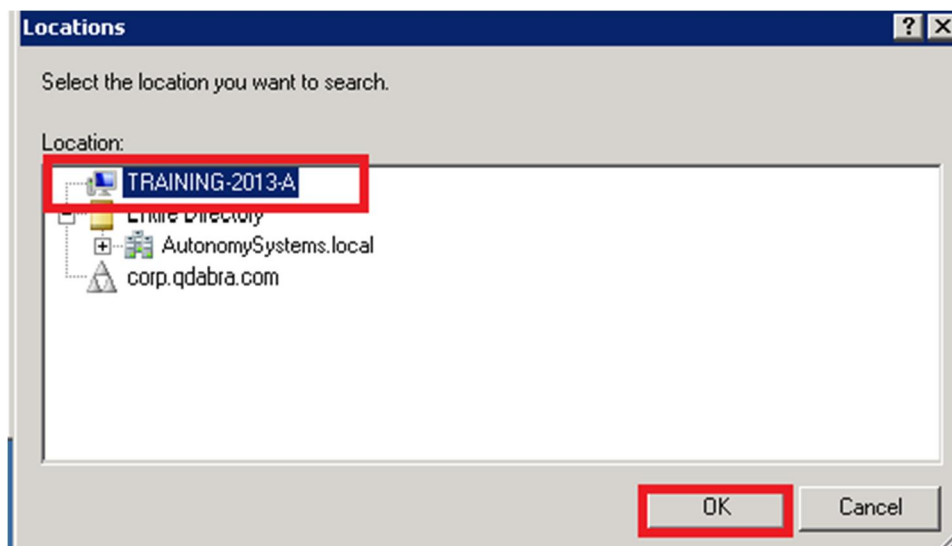 Locations
Select the location you want to search.
Location:
TRAINING-2013-A
Entire Directory
AutonomySystems.local
corp.qdabra.com
OK Cancel